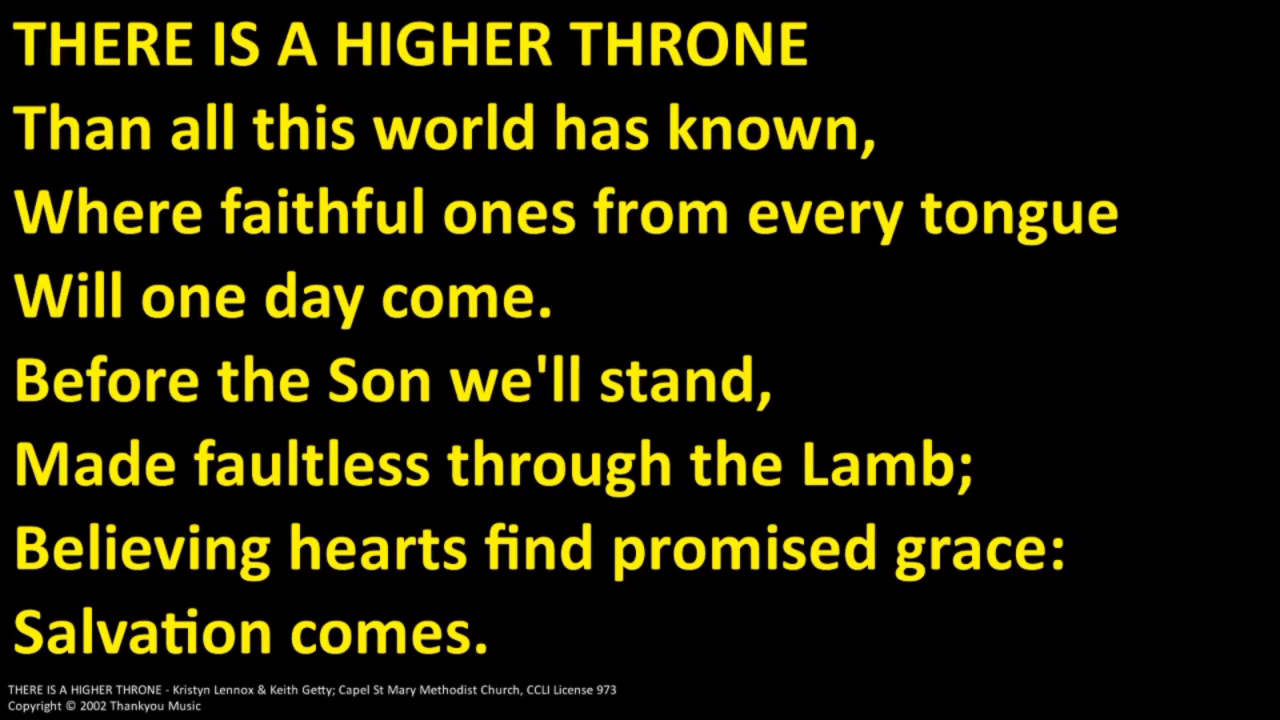 THERE IS A HIGHER THRONE
Than all this world has known,
Where faithful ones from every tongue
Will one day come.
Before the Son we'll stand,
Made faultless through the Lamb;
Believing hearts find promised grace:
Salvation comes.
THERE IS A HIGHER THRONE - Kristyn Lennox & Keith Getty; Capel St Mary Methodist Church, CCLI License 973
Copyright © 2002 Thankyou Music